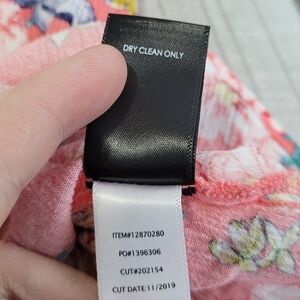 DRY CLEAN ONLY
ITEM#12870280
PO#1396306
CUT#202154
CUT DATE:11/2019